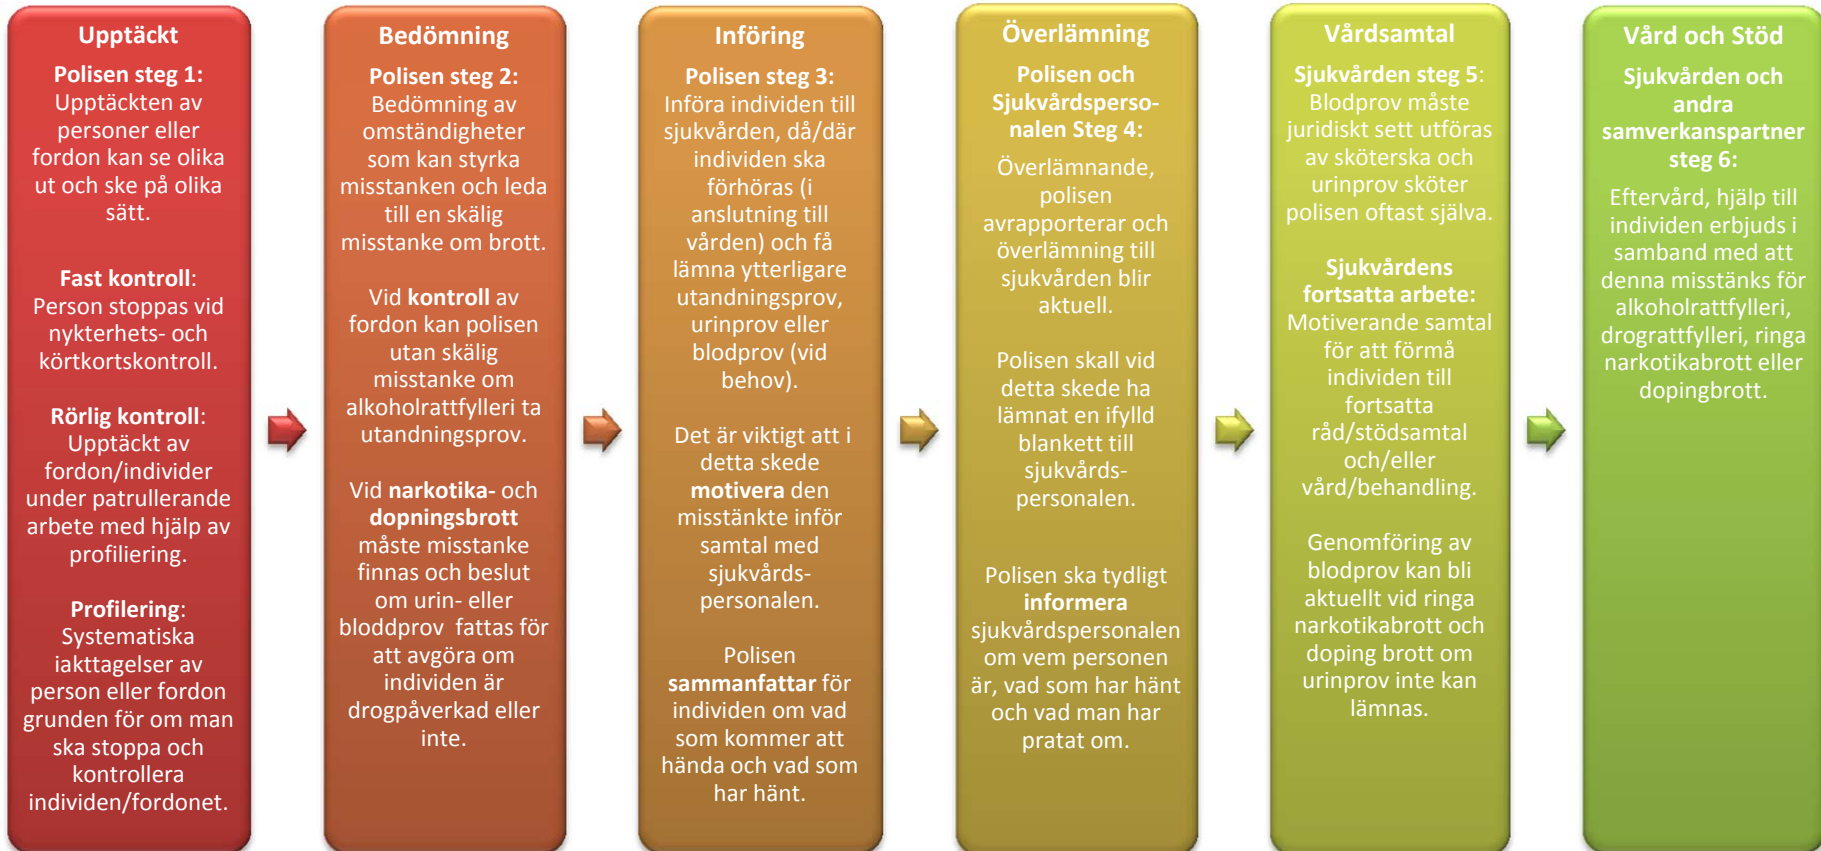 Upptäckt
Polisen steg 1:
Upptäckten av
personer eller
fordon kan se olika
ut och ske på olika
sätt.
Fast kontroll:
Person stoppas vid
nykterhets- och
körtkortskontroll.
Rörlig kontroll:
Upptäckt av
fordon/individer
under patrullerande
arbete med hjälp av
profiliering.
Profilering:
Systematiska
iakttagelser av
person eller fordon
grunden för om man
ska stoppa och
kontrollera
individen/fordonet.
Bedömning
Polisen steg 2:
Bedömning av
omständigheter
som kan styrka
misstanken och leda
till en skälig
misstanke om brott.
Vid kontroll av
fordon kan polisen
utan skälig
misstanke om
alkoholrattfylleri ta
utandningsprov.
Vid narkotika- och
dopningsbrott
måste misstanke
finnas och beslut
om urin- eller
bloddprov fattas för
att avgöra om
individen är
drogpåverkad eller
inte.
Införing
Polisen steg 3:
Införa individen till
sjukvården, då/där
individen ska
förhöras (i
anslutning till
vården) och få
lämna ytterligare
utandningsprov,
urinprov eller
blodprov (vid
behov).
Det är viktigt att i
detta skede
motivera den
misstänkte inför
samtal med
sjukvårds-
personalen.
Polisen
sammanfattar för
individen om vad
som kommer att
hända och vad som
har hänt.
Överlämning
Polisen och
Sjukvårdsperso-
nalen Steg 4:
Överlämnande,
polisen
avrapporterar och
överlämning till
sjukvården blir
aktuell.
Polisen skall vid
detta skede ha
lämnat en ifylld
blankett till
sjukvårds-
personalen.
Polisen ska tydligt
informera
sjukvårdspersonalen
om vem personen
är, vad som har hänt
och vad man har
pratat om.
Vårdsamtal
Sjukvården steg 5:
Blodprov måste
juridiskt sett utföras
av sköterska och
urinprov sköter
polisen oftast själva.
Sjukvårdens
fortsatta arbete:
Motiverande samtal
för att förmå
individen till
fortsatta
råd/stödsamtal
och/eller
vård/behandling.
Genomföring av
blodprov kan bli
aktuellt vid ringa
narkotikabrott och
doping brott om
urinprov inte kan
lämnas.
Vård och Stöd
Sjukvården och
andra
samverkanspartner
steg 6:
Eftervård, hjälp till
individen erbjuds i
samband med att
denna misstänks för
alkoholrattfylleri,
drograttfylleri, ringa
narkotikabrott eller
dopingbrott.